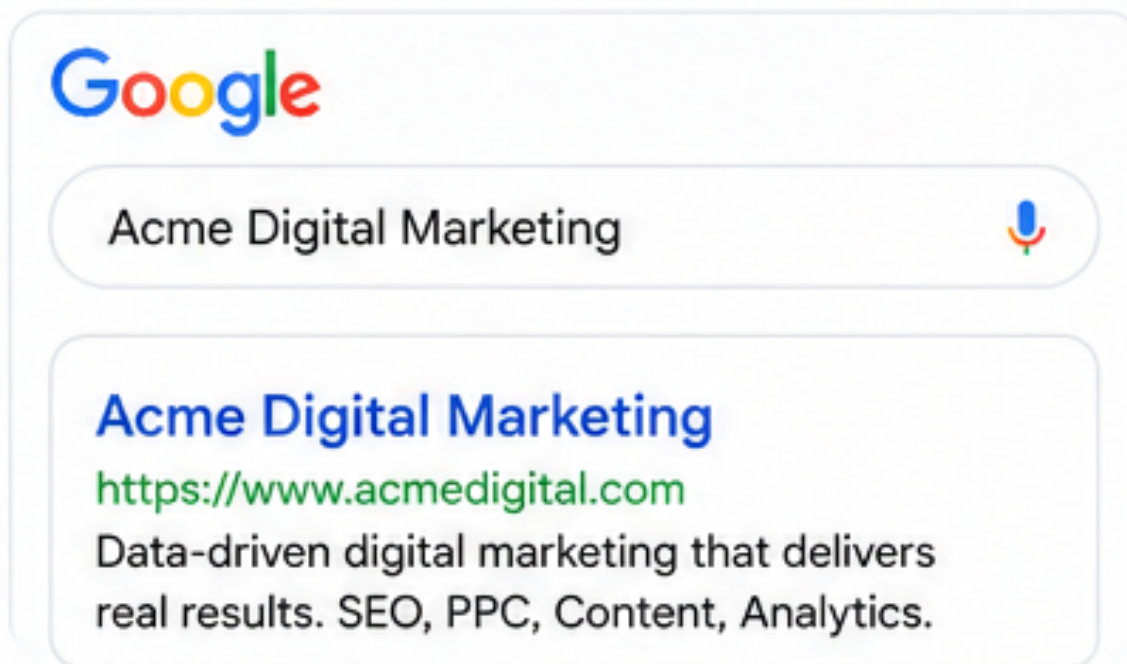 Google
Acme Digital Marketing
Acme Digital Marketing
https://www.acmedigital.com
Data-driven digital marketing that delivers
real results. SEO, PPC, Content, Analytics.